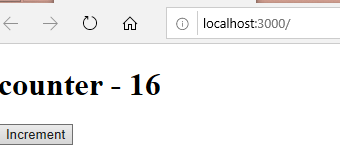 localhost:3000/
counter - 16
Increment